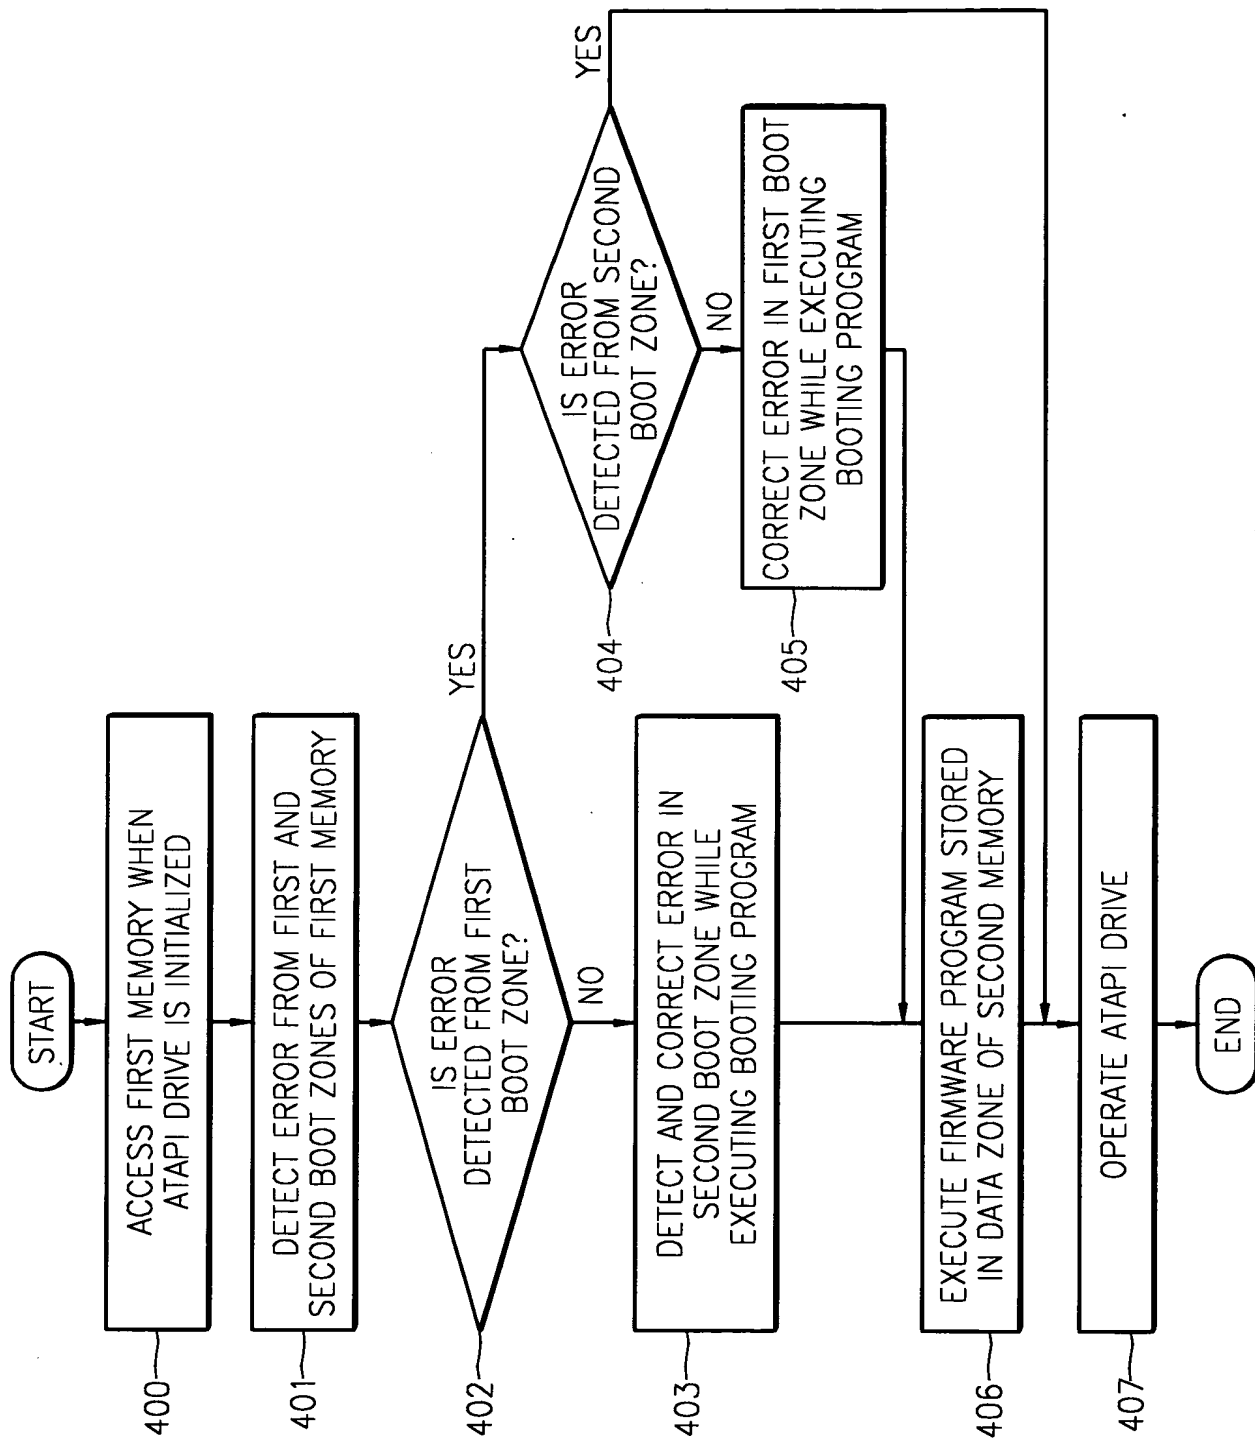 START
ACCESS FIRST MEMORY WHEN
ATAPI DRIVE IS INITIALIZED
400
DETECT ERROR FROM FIRST AND
SECOND BOOT ZONES OF FIRST MEMORY
401
IS ERROR
DETECTED FROM FIRST
BOOT ZONE?
402
YES
NO
DETECT AND CORRECT ERROR IN
SECOND BOOT ZONE WHILE
EXECUTING BOOTING PROGRAM
403
IS ERROR
DETECTED FROM SECOND
BOOT ZONE?
404
YES
NO
CORRECT ERROR IN FIRST BOOT
ZONE WHILE EXECUTING
BOOTING PROGRAM
405
EXECUTE FIRMWARE PROGRAM STORED
IN DATA ZONE OF SECOND MEMORY
406
OPERATE ATAPI DRIVE
407
END